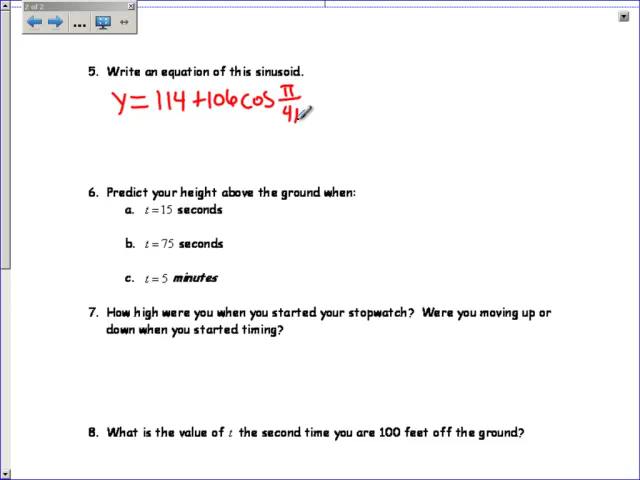 2 of 2
5. Write an equation of this sinusoid.
y = 114 + 106 cos π/4
6. Predict your height above the ground when:
a. t = 15 seconds
b. t = 75 seconds
c. t = 5 minutes
7. How high were you when you started your stopwatch? Were you moving up or
down when you started timing?
8. What is the value of t the second time you are 100 feet off the ground?